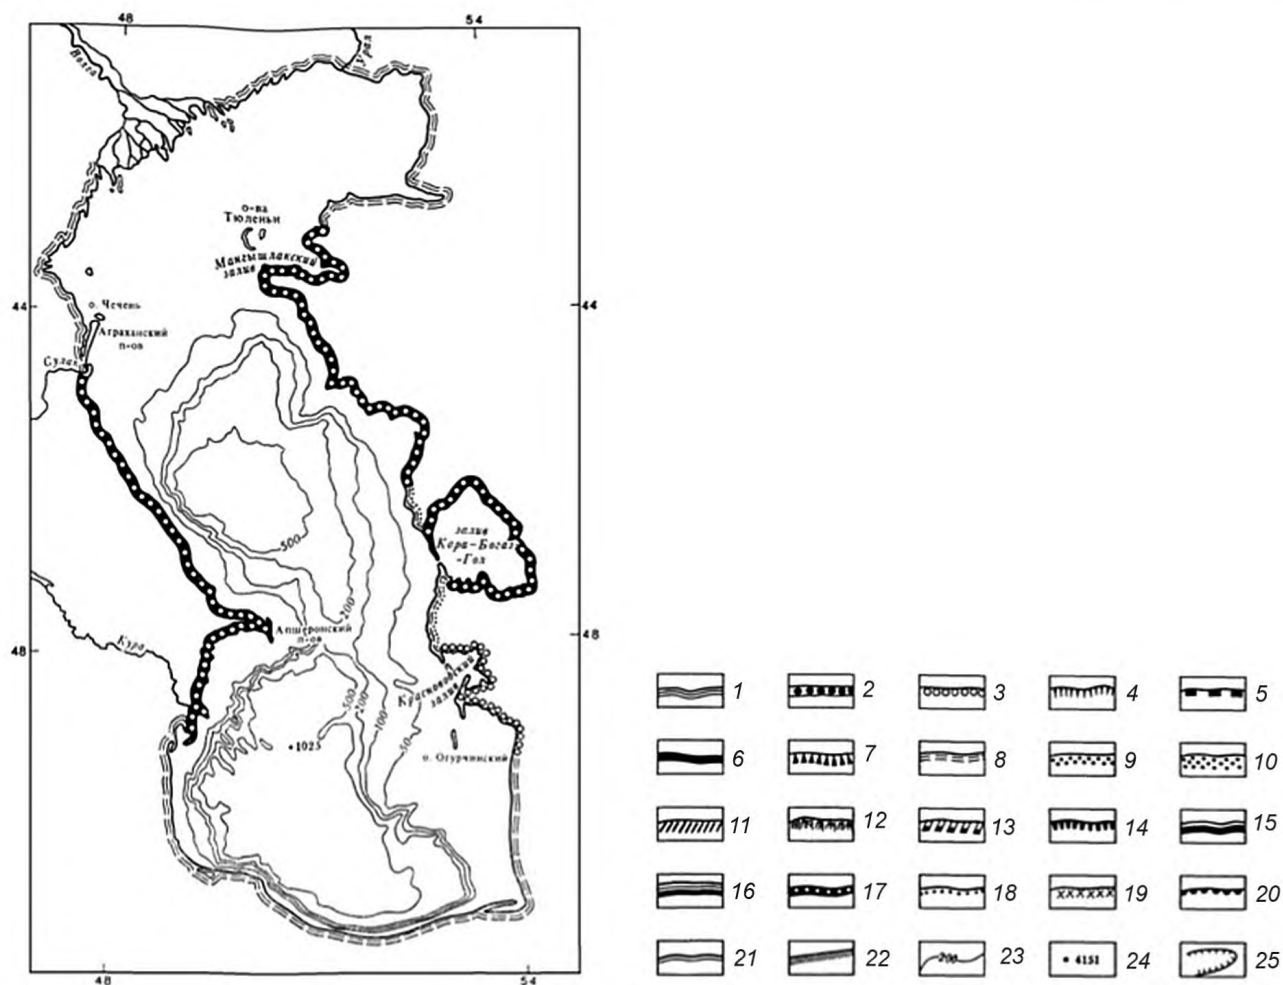 48 54
Волга
Урал
о-ва
Тюленьи
Мангышлакский
залив
44 44
о. Чечень
Аграханский
п-ов
Сулак
залив
Кара-Богаз
-Гол
500
200
Апшеронский
п-ов
48 48
Кура
Красноводский
залив
500
200
100
50
1025
о. Огурчинский
48 54
1 2 3 4 5
6 7 8 9 10
11 12 13 14 15
16 17 18 19 20
21 22 200 23 4151 24 25